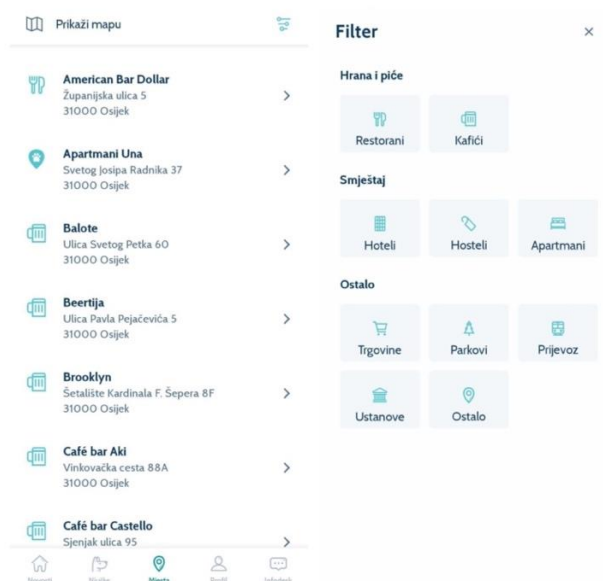 Prikaži mapu
American Bar Dollar
Županijska ulica 5
31000 Osijek
Apartmani Una
Svetog Josipa Radnika 37
31000 Osijek
Balote
Ulica Svetog Petka 60
31000 Osijek
Beertija
Ulica Pavla Pejačevića 5
31000 Osijek
Brooklyn
Šetalište Kardinala F. Šepera 8F
31000 Osijek
Café bar Aki
Vinkovačka cesta 88A
31000 Osijek
Café bar Castello
Sjenjak ulica 95
Mjesta
Profil
Filter
Hrana i piće
Restorani Kafići
Smještaj
Hoteli Hosteli Apartmani
Ostalo
Trgovine Parkovi Prijevoz
Ustanove Ostalo